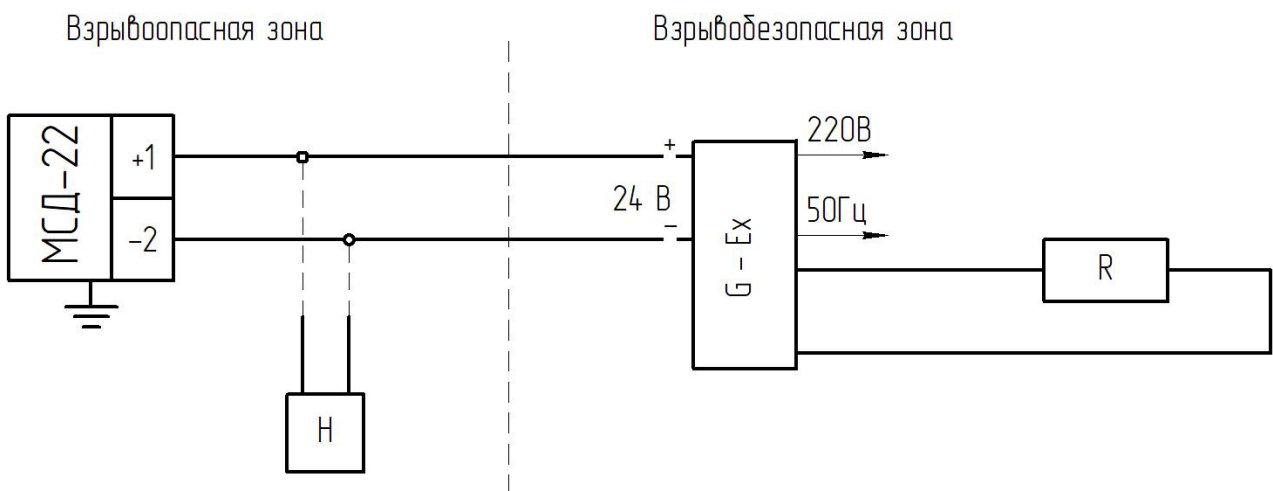 Взрывоопасная зона
Взрывобезопасная зона
МСД-22
+1
-2
+
24 В
–
G - Ex
220В
50Гц
R
H